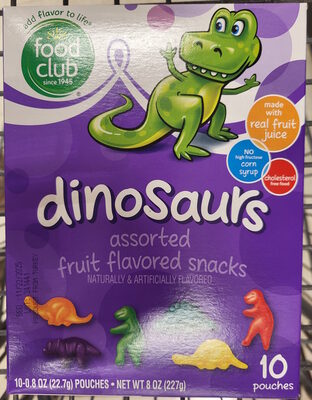 add flavor to life!
food
club
since 1945
made with
real fruit
juice
NO
high fructose
corn
syrup
cholesterol
free food
dinosaurs
assorted
fruit flavored snacks
NATURALLY & ARTIFICIALLY FLAVORED
10
pouches
10-0.8 OZ (22.7g) POUCHES • NET WT 8 OZ (227g)